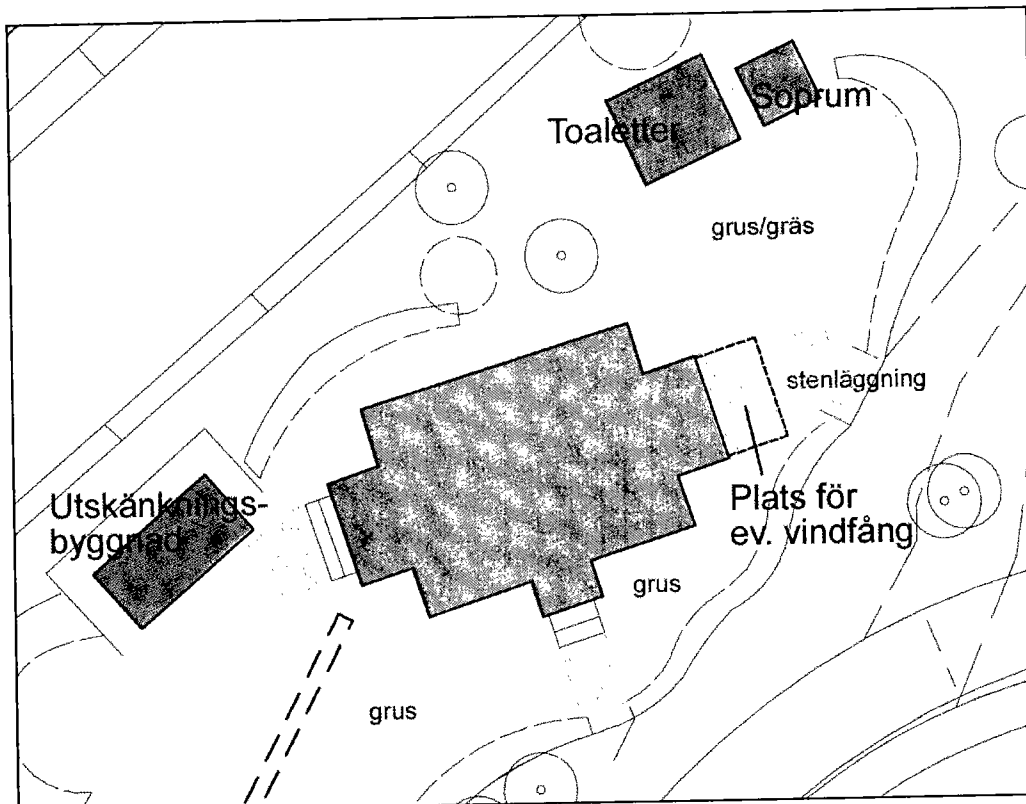 Soprum
Toaletter
grus/gräs
stenläggning
Utskänknings-
byggnad
Plats för
ev. vindfång
grus
grus